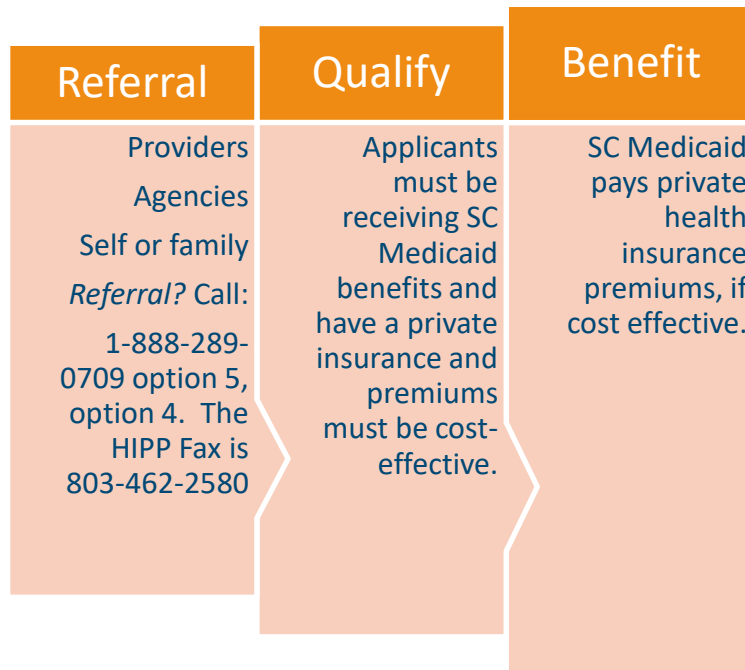 Referral
Providers
Agencies
Self or family
Referral? Call:
1-888-289-
0709 option 5,
option 4.  The
HIPP Fax is
803-462-2580
Qualify
Applicants
must be
receiving SC
Medicaid
benefits and
have a private
insurance and
premiums
must be cost-
effective.
Benefit
SC Medicaid
pays private
health
insurance
premiums, if
cost effective.